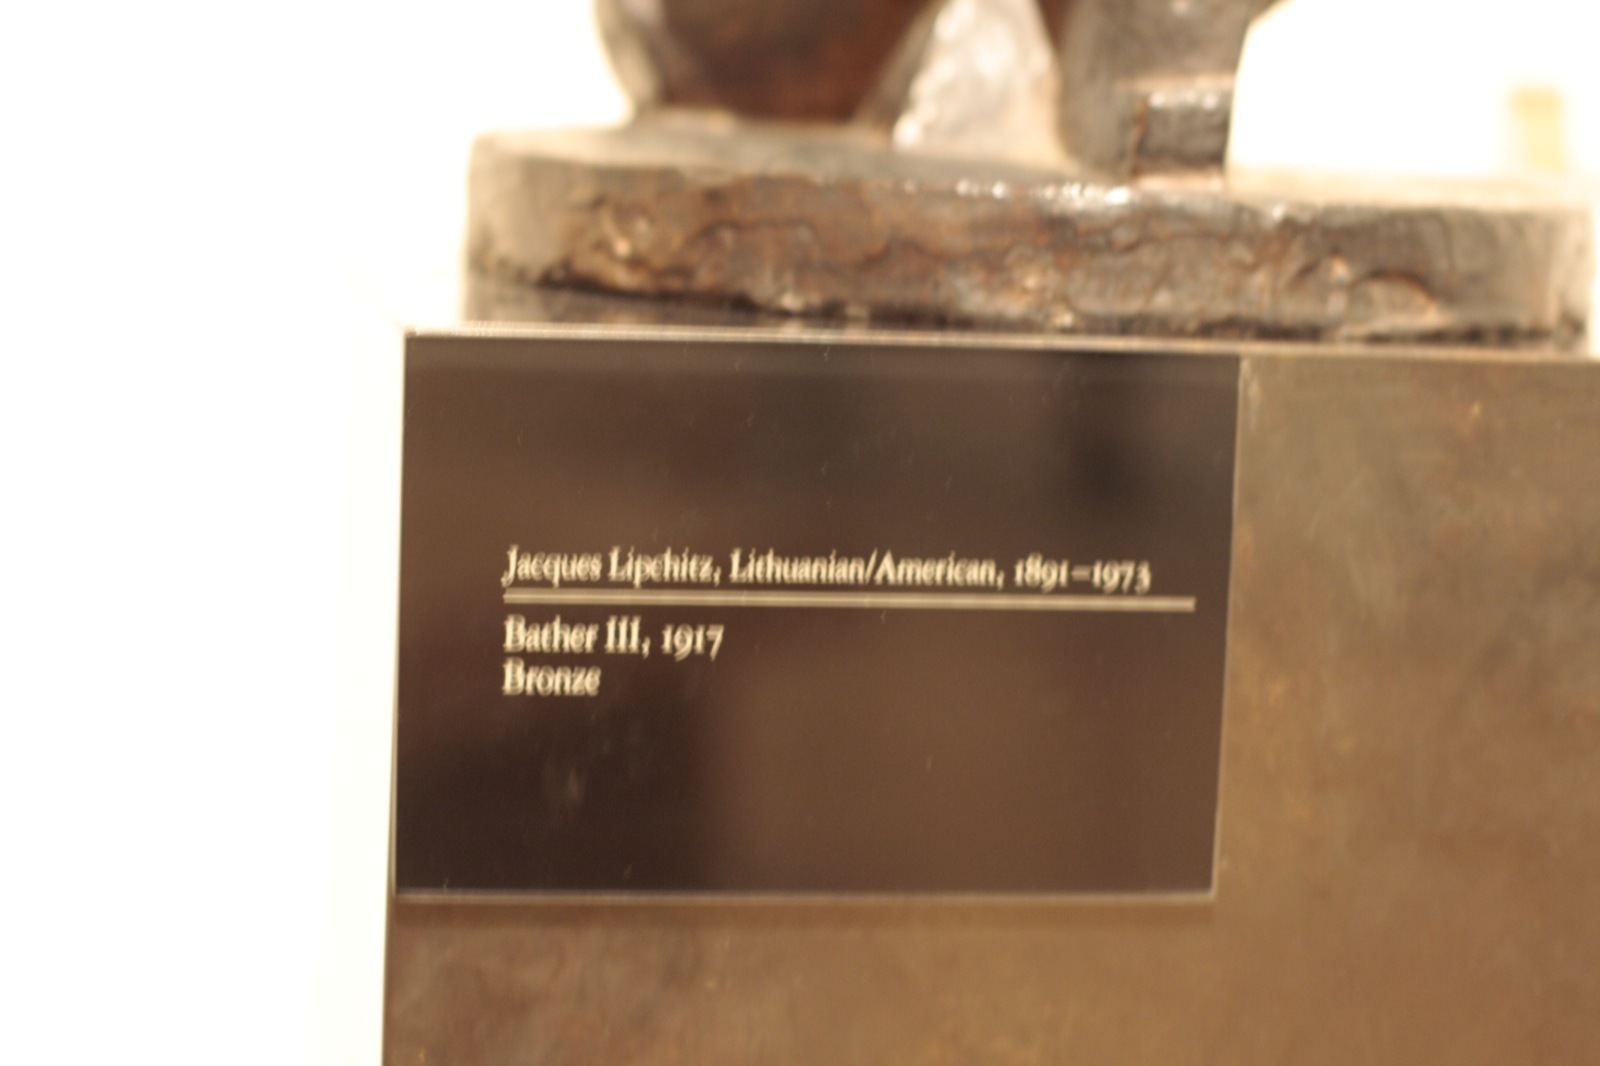 Jacques Lipchitz, Lithuanian/American, 1891–1973
Bather III, 1917
Bronze